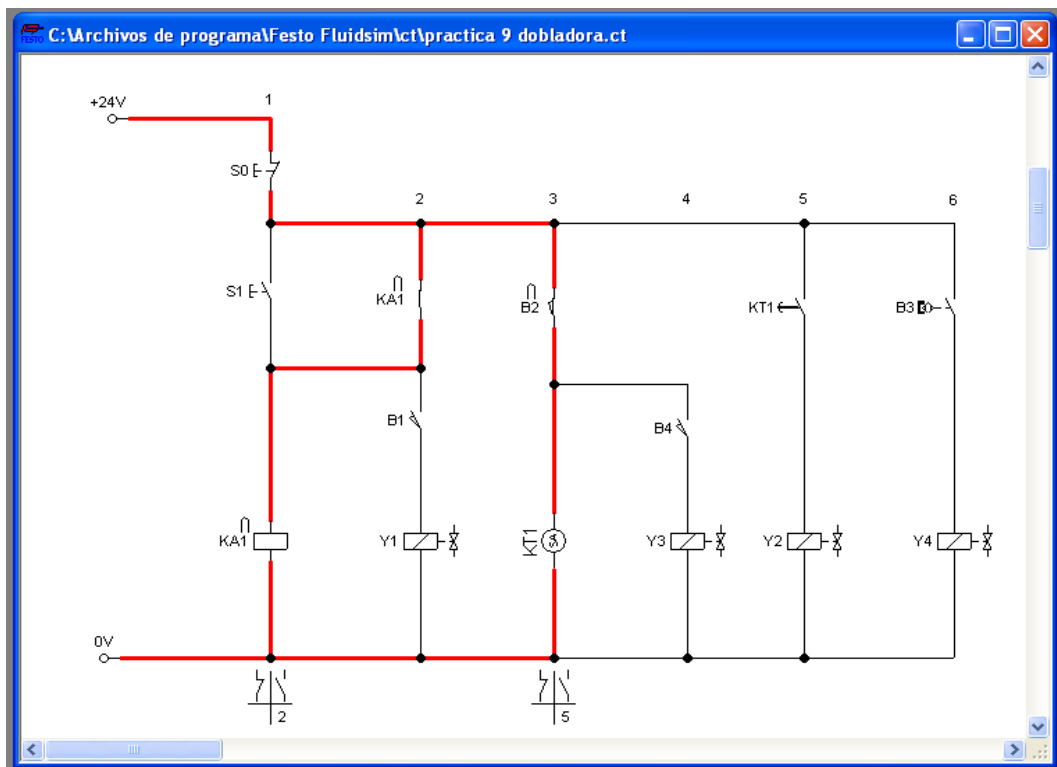 FESTO C:\Archivos de programa\Festo Fluidsim\ct\practica 9 dobladora.ct
+24V
1
S0
2 3 4 5 6
S1 KA1 B2 KT1 B3
B1 B4
KA1 Y1 KT1 Y3 Y2 Y4
0V
2 5